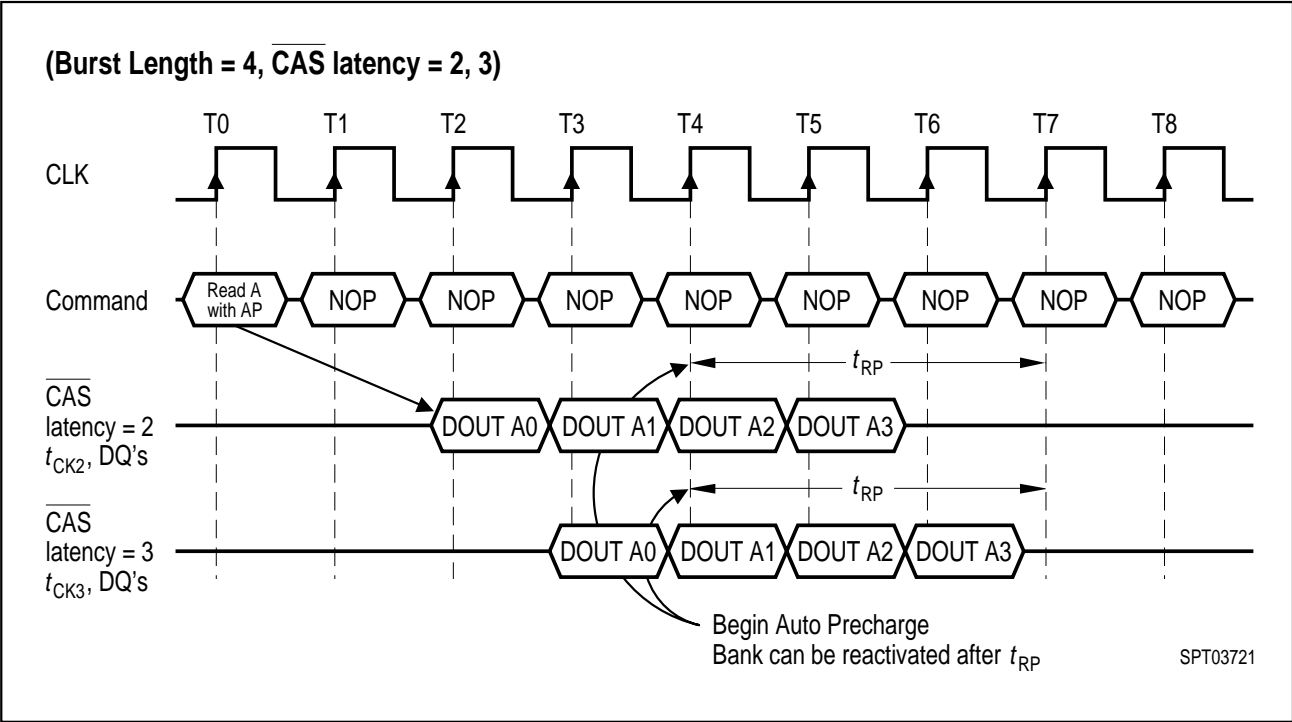 (Burst Length = 4, CAS latency = 2, 3)
T0 T1 T2 T3 T4 T5 T6 T7 T8
CLK
Command Read A with AP NOP NOP NOP NOP NOP NOP NOP NOP
tRP
CAS
latency = 2
tCK2, DQ's
DOUT A0 DOUT A1 DOUT A2 DOUT A3
tRP
CAS
latency = 3
tCK3, DQ's
DOUT A0 DOUT A1 DOUT A2 DOUT A3
Begin Auto Precharge
Bank can be reactivated after tRP
SPT03721